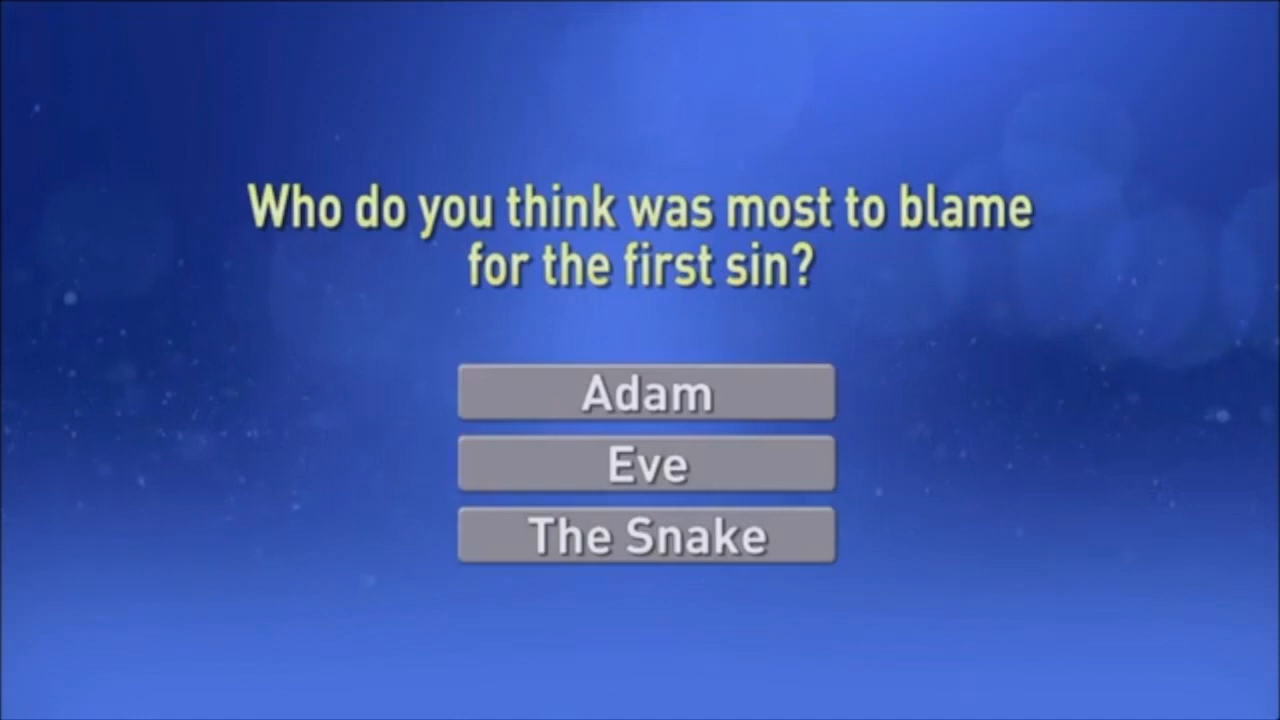 Who do you think was most to blame
for the first sin?
Adam
Eve
The Snake